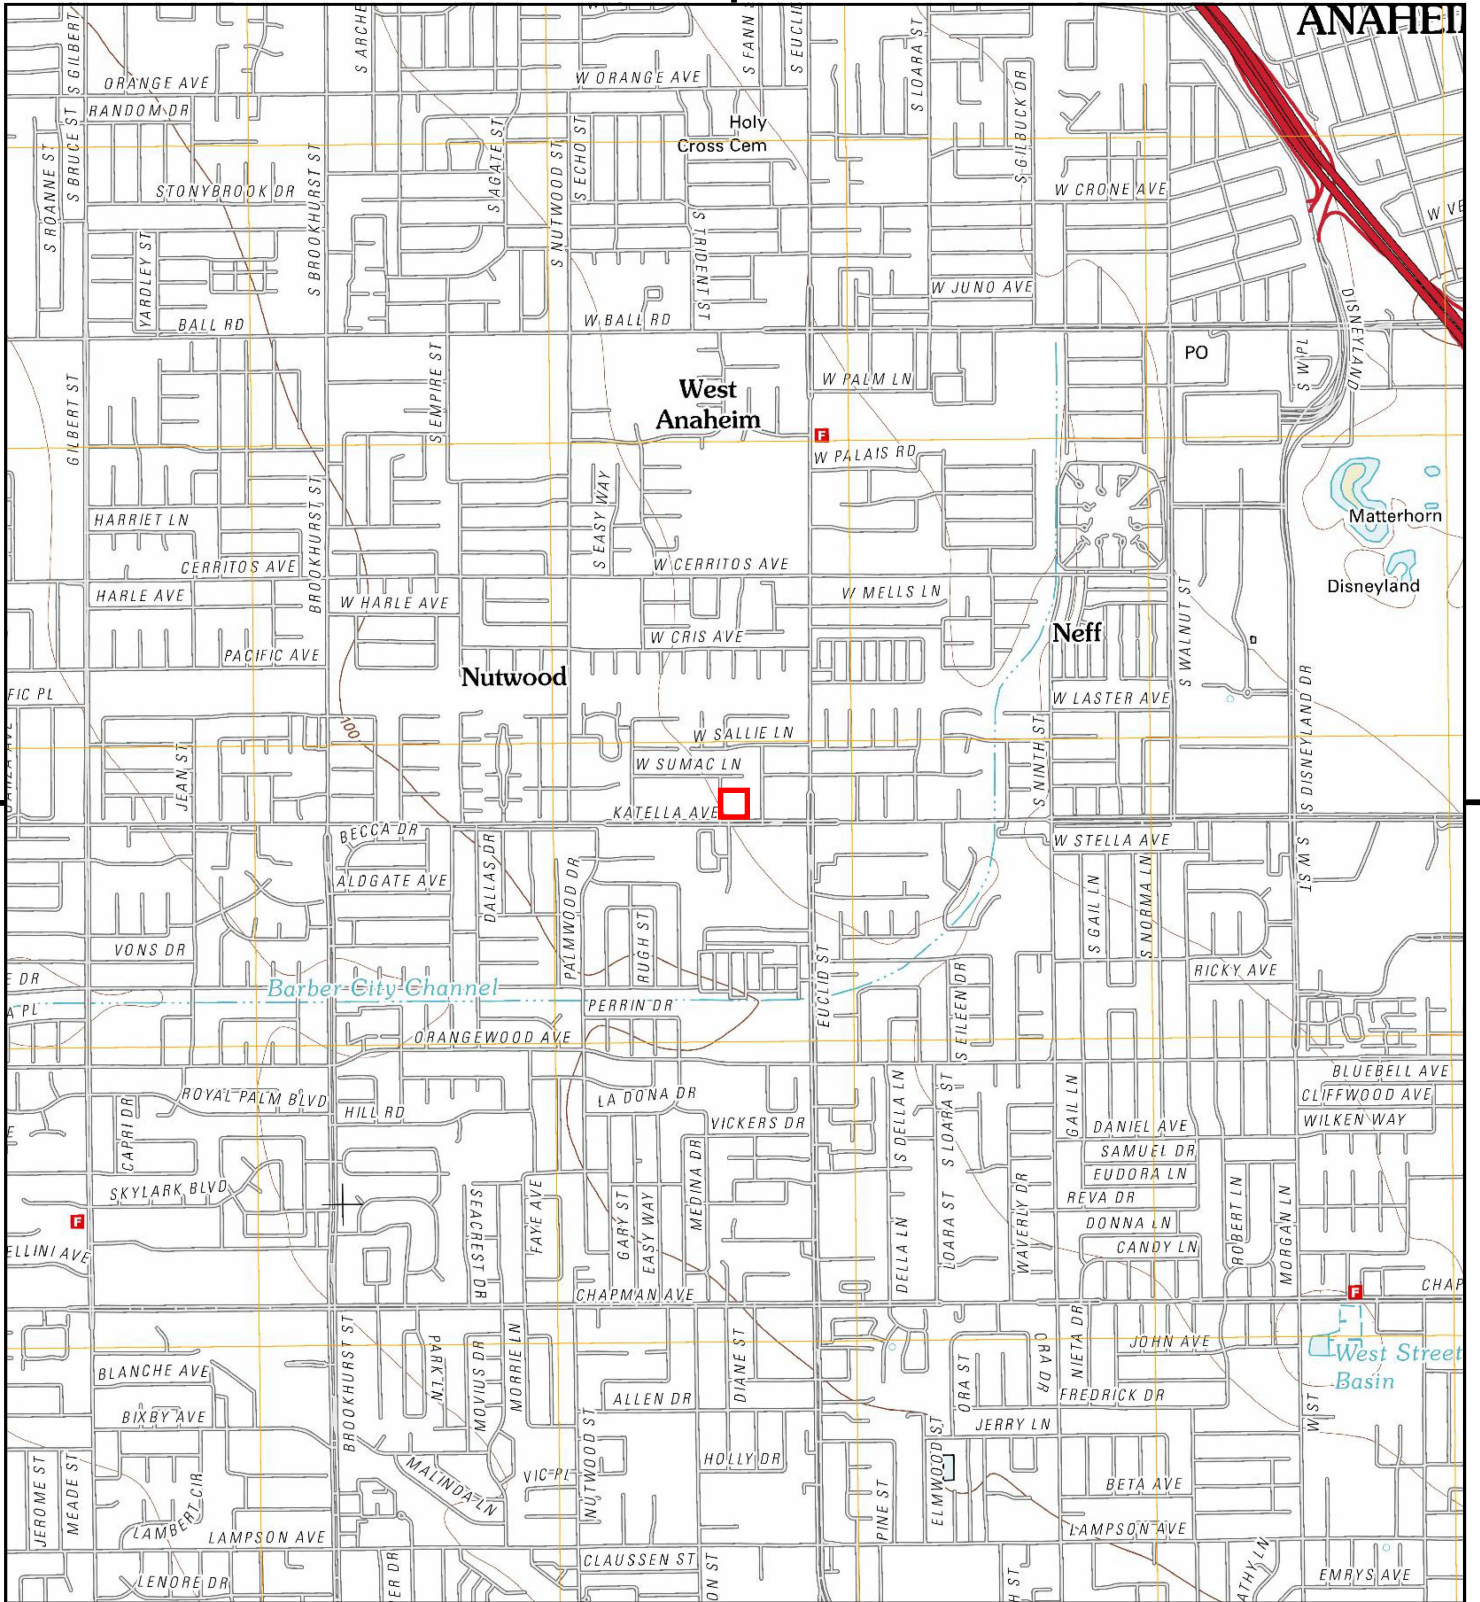 ANAHEI
S GILBERT
S ARCHE
S FANN S
S EUCLI
S LOARA ST
ORANGE AVE
W ORANGE AVE
S GILBUCK DR
RANDOM DR
S BRUCE ST
S ROANNE ST
Holy
Cross Cem
S AGATE ST
S NUTWOOD ST
S ECHO ST
S BROOKHURST ST
STONYBROOK DR
W CRONE AVE
W VE
S TRIDENT ST
YARDLEY ST
W JUNO AVE
DISNEYLAND
BALL RD
W BALL RD
PO
S W PL
S EMPIRE ST
W PALM LN
GILBERT ST
West
Anaheim
F
W PALAIS RD
BROOKHURST ST
S EASY WAY
HARRIET LN
Matterhorn
CERRITOS AVE
W CERRITOS AVE
Disneyland
HARLE AVE
W HARLE AVE
W MELLS LN
S WALNUT ST
W CRIS AVE
Neff
PACIFIC AVE
Nutwood
FIC PL
W LASTER AVE
S DISNEYLAND DR
100
W SALLIE LN
S NINTH ST
JEAN ST
W SUMAC LN
KATELLA AVE
BECCA DR
W STELLA AVE
S WEST
DALLAS DR
PALMWOOD DR
ALDGATE AVE
S GAIL LN
S NORMA LN
RUGH ST
VONS DR
E DR
EUCLID ST
S EILEEN DR
RICKY AVE
Barber City Channel
A PL
PERRIN DR
ORANGEWOOD AVE
BLUEBELL AVE
ROYAL PALM BLVD
LA DONA DR
CLIFFWOOD AVE
HILL RD
VICKERS DR
S DELLA LN
S LOARA ST
GAIL LN
DANIEL AVE
WILKEN WAY
E
CAPRI DR
SAMUEL DR
EUDORA LN
SKYLARK BLVD
MEDINA DR
REVA DR
SEACREST DR
FAYE AVE
GARY ST
EASY WAY
DELLA LN
LOARA ST
WAVERLY DR
DONNA LN
ROBERT LN
MORGAN LN
F
ELLINI AVE
CANDY LN
CHAPMAN AVE
F
CHAP
BROOKHURST ST
PARK LN
MOVIUS RD
MORRIE LN
DIANE ST
ORA ST
ORA DR
NIETA DR
JOHN AVE
West Street
Basin
BLANCHE AVE
ALLEN DR
FREDRICK DR
BIXBY AVE
JERRY LN
W ST
NUTWOOD ST
ELMWOOD ST
JEROME ST
MEADE ST
MALINDA LN
VIC PL
HOLLY DR
PINE ST
BETA AVE
LAMBERT CIR
LAMPSON AVE
LAMPSON AVE
CLAUSSEN ST
LENORE DR
ER DR
ON ST
H ST
ATHY LN
EMRYS AVE